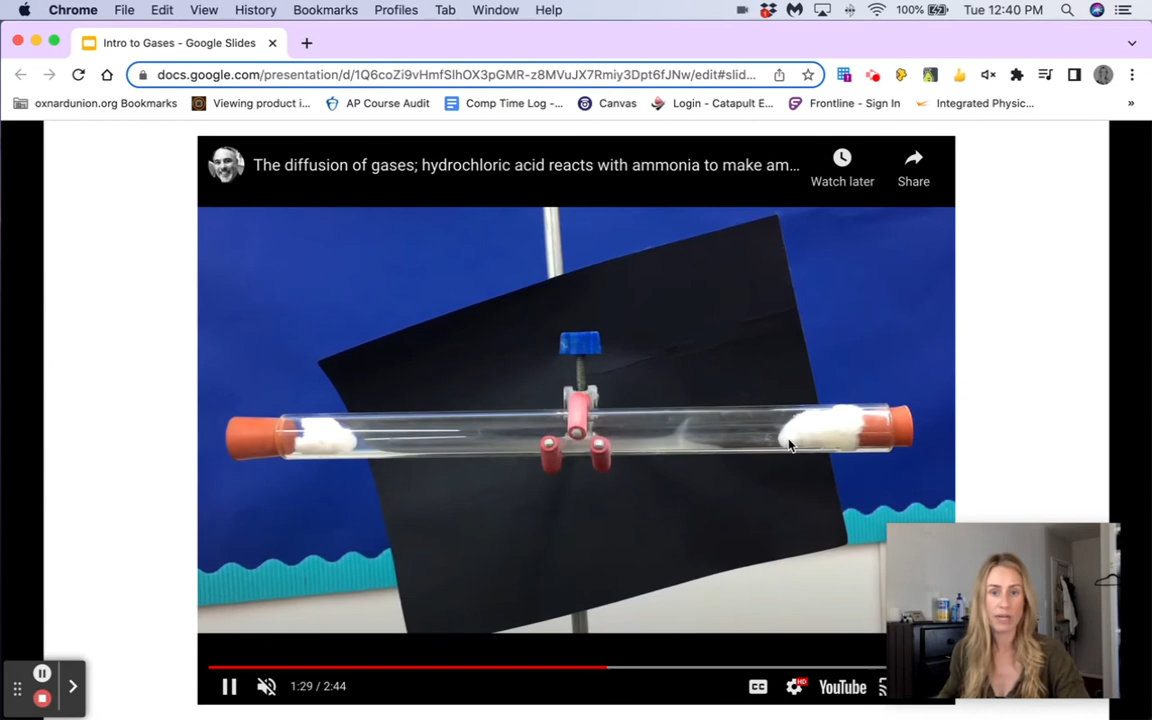 Chrome File Edit View History Bookmarks Profiles Tab Window Help 100% Tue 12:40 PM
Intro to Gases - Google Slides
docs.google.com/presentation/d/1Q6coZi9vHmfSlhOX3pGMR-z8MVuJX7Rmiy3Dpt6fJNw/edit#slid...
oxnardunion.org Bookmarks Viewing product i... AP Course Audit Comp Time Log -... Canvas Login - Catapult E... Frontline - Sign In Integrated Physic... »
The diffusion of gases; hydrochloric acid reacts with ammonia to make am...
Watch later Share
1:29 / 2:44 CC HD YouTube